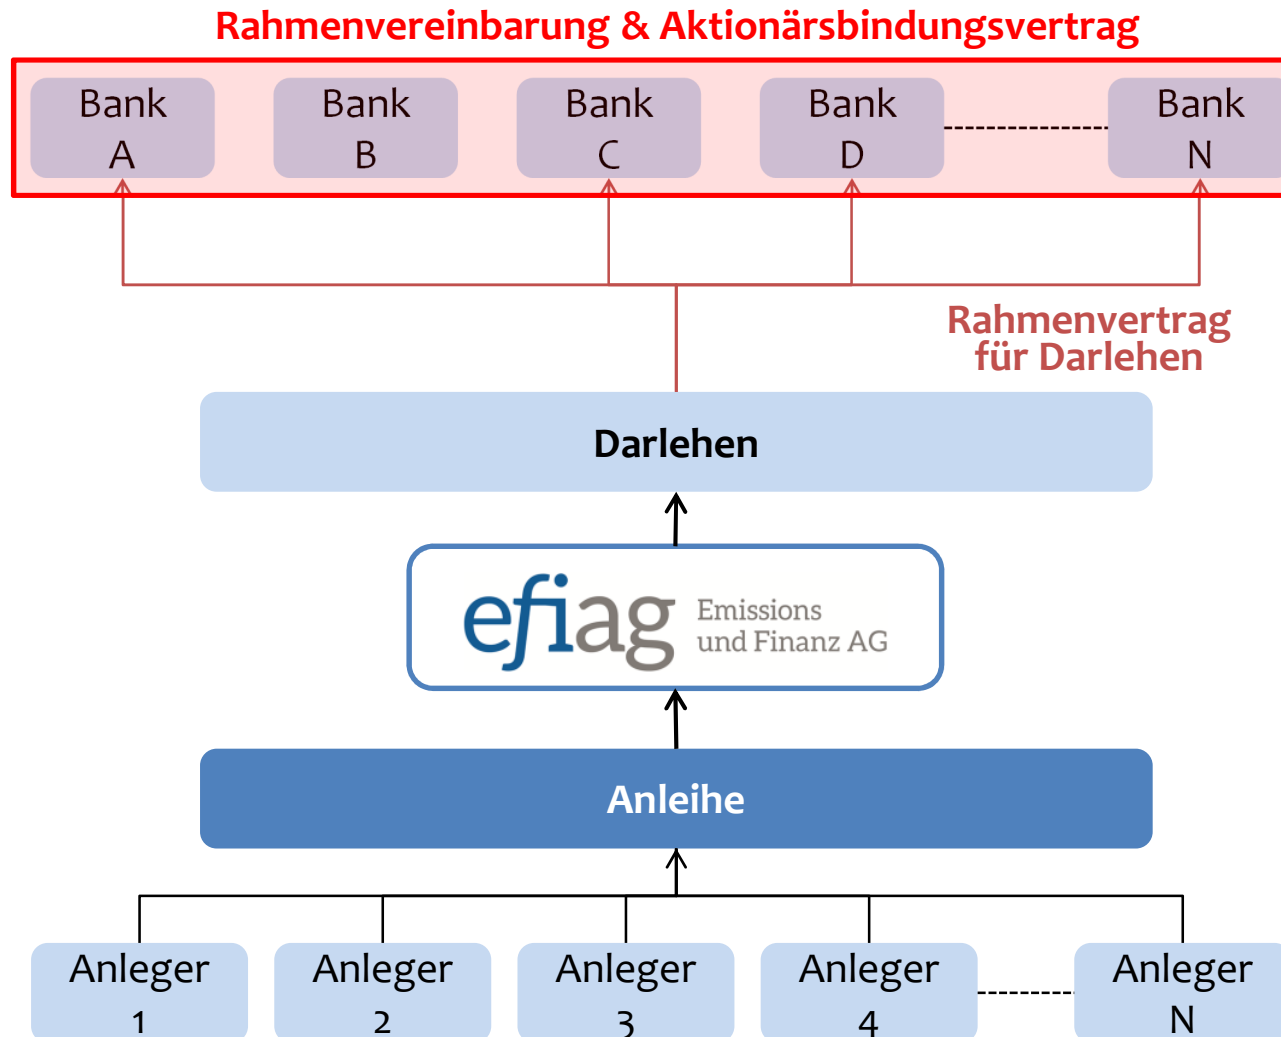 Rahmenvereinbarung & Aktionärsbindungsvertrag
Bank
A
Bank
B
Bank
C
Bank
D
Bank
N
Rahmenvertrag
für Darlehen
Darlehen
efiag
Emissions
und Finanz AG
Anleihe
Anleger
1
Anleger
2
Anleger
3
Anleger
4
Anleger
N